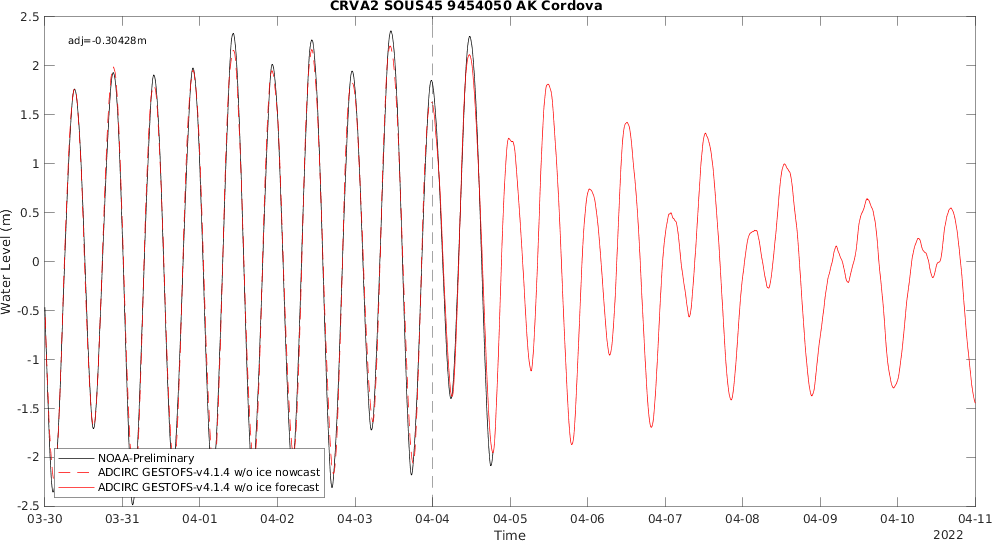 CRVA2 SOUS45 9454050 AK Cordova
adj=-0.30428m
2.5
2
1.5
1
0.5
0
-0.5
-1
-1.5
-2
-2.5
Water Level (m)
NOAA-Preliminary
ADCIRC GESTOFS-v4.1.4 w/o ice nowcast
ADCIRC GESTOFS-v4.1.4 w/o ice forecast
03-30 03-31 04-01 04-02 04-03 04-04 04-05 04-06 04-07 04-08 04-09 04-10 04-11
Time
2022